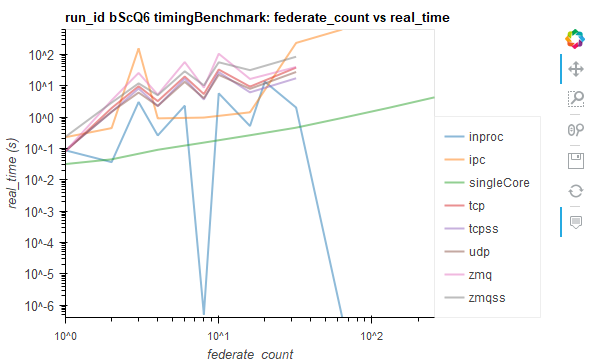 run_id bScQ6 timingBenchmark: federate_count vs real_time
real_time (s)
10^2
10^1
10^0
10^-1
10^-2
10^-3
10^-4
10^-5
10^-6
10^0
10^1
10^2
federate_count
inproc
ipc
singleCore
tcp
tcpss
udp
zmq
zmqss